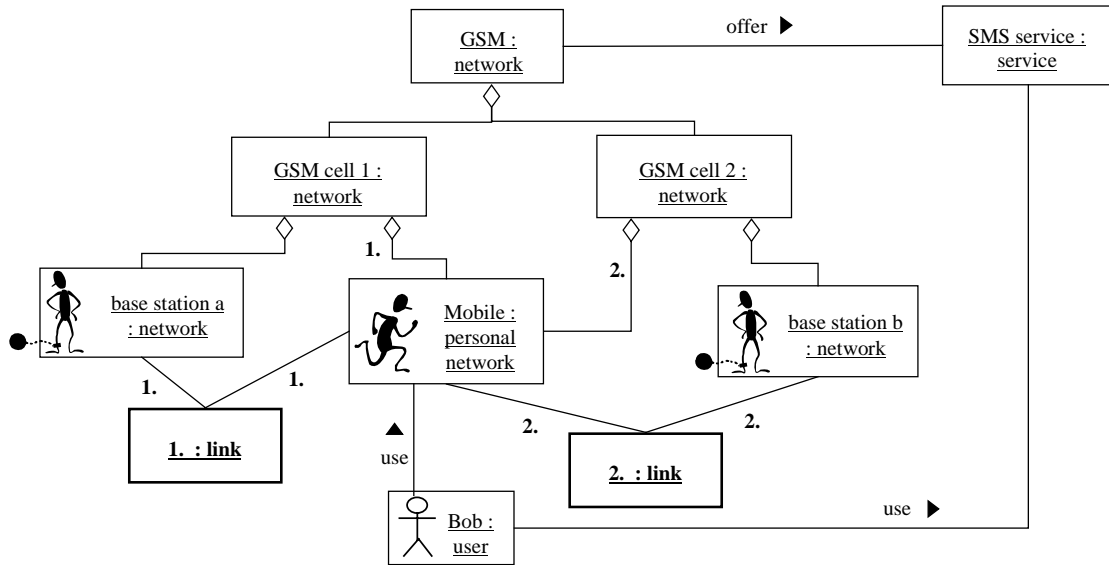 GSM :
network
offer
SMS service :
service
GSM cell 1 :
network
GSM cell 2 :
network
1.
2.
base station a
: network
Mobile :
personal
network
base station b
: network
1.
1.
2.
2.
1. : link
2. : link
use
Bob :
user
use